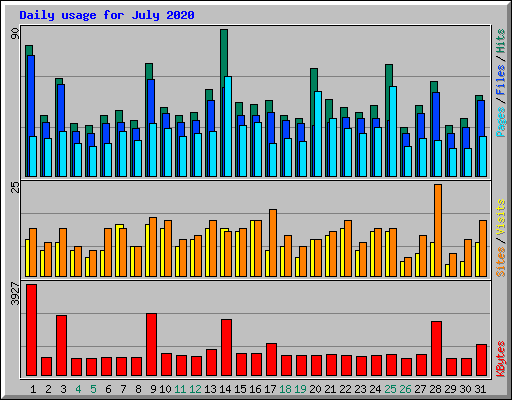 Daily usage for July 2020
90
Pages / Files / Hits
25
Sites / Visits
3927
KBytes
1 2 3 4 5 6 7 8 9 10 11 12 13 14 15 16 17 18 19 20 21 22 23 24 25 26 27 28 29 30 31